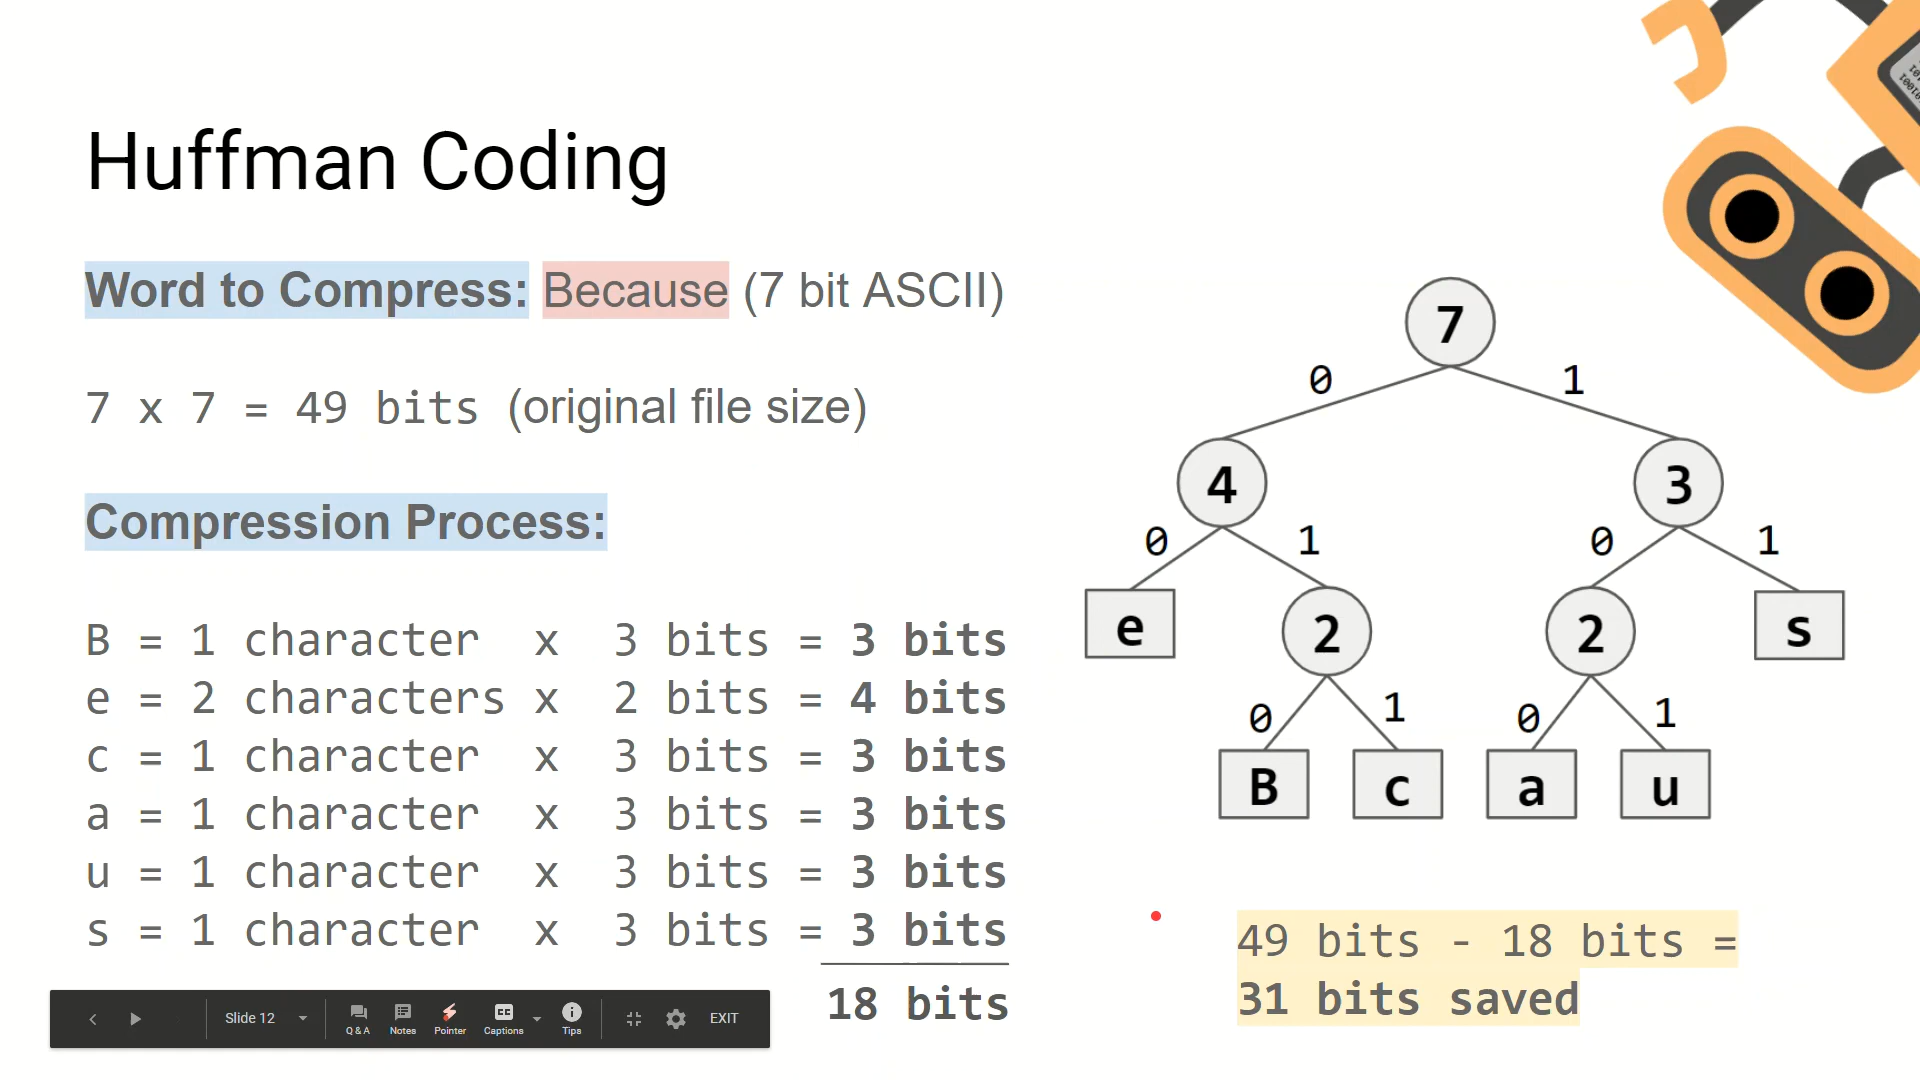 Huffman Coding
Word to Compress: Because (7 bit ASCII)
7 x 7 = 49 bits (original file size)
Compression Process:
B = 1 character x 3 bits = 3 bits
e = 2 characters x 2 bits = 4 bits
c = 1 character x 3 bits = 3 bits
a = 1 character x 3 bits = 3 bits
u = 1 character x 3 bits = 3 bits
s = 1 character x 3 bits = 3 bits
18 bits
7
0 1
4 3
0 1 0 1
e 2 2 s
0 1 0 1
B c a u
49 bits - 18 bits =
31 bits saved
Slide 12
Q & A Notes Pointer Captions Tips EXIT